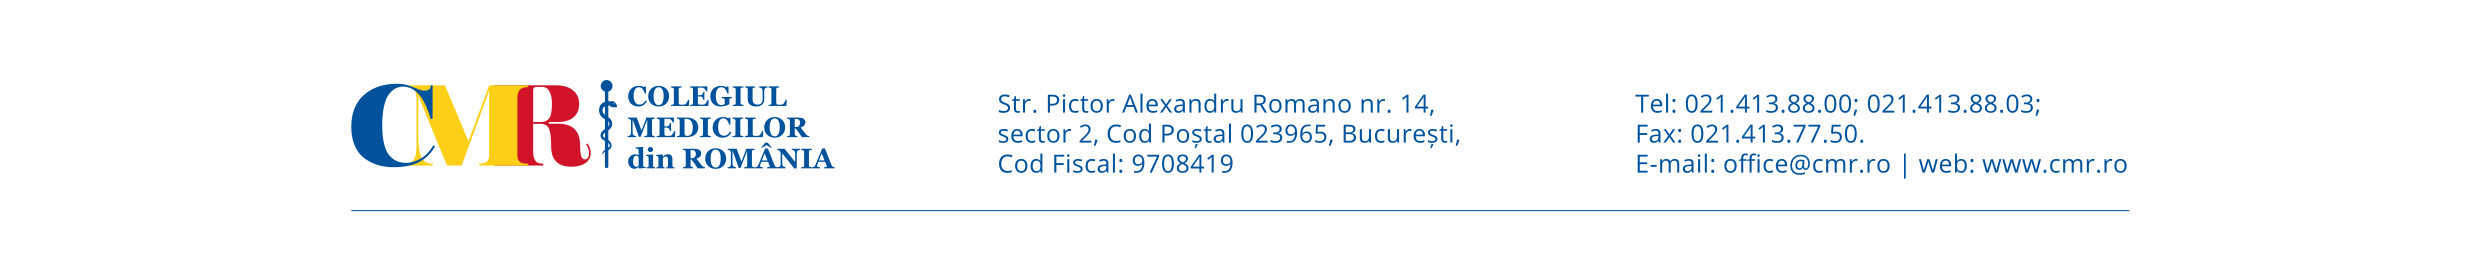 CMR
COLEGIUL
MEDICILOR
din ROMÂNIA
Str. Pictor Alexandru Romano nr. 14,
sector 2, Cod Poștal 023965, București,
Cod Fiscal: 9708419
Tel: 021.413.88.00; 021.413.88.03;
Fax: 021.413.77.50.
E-mail: office@cmr.ro | web: www.cmr.ro